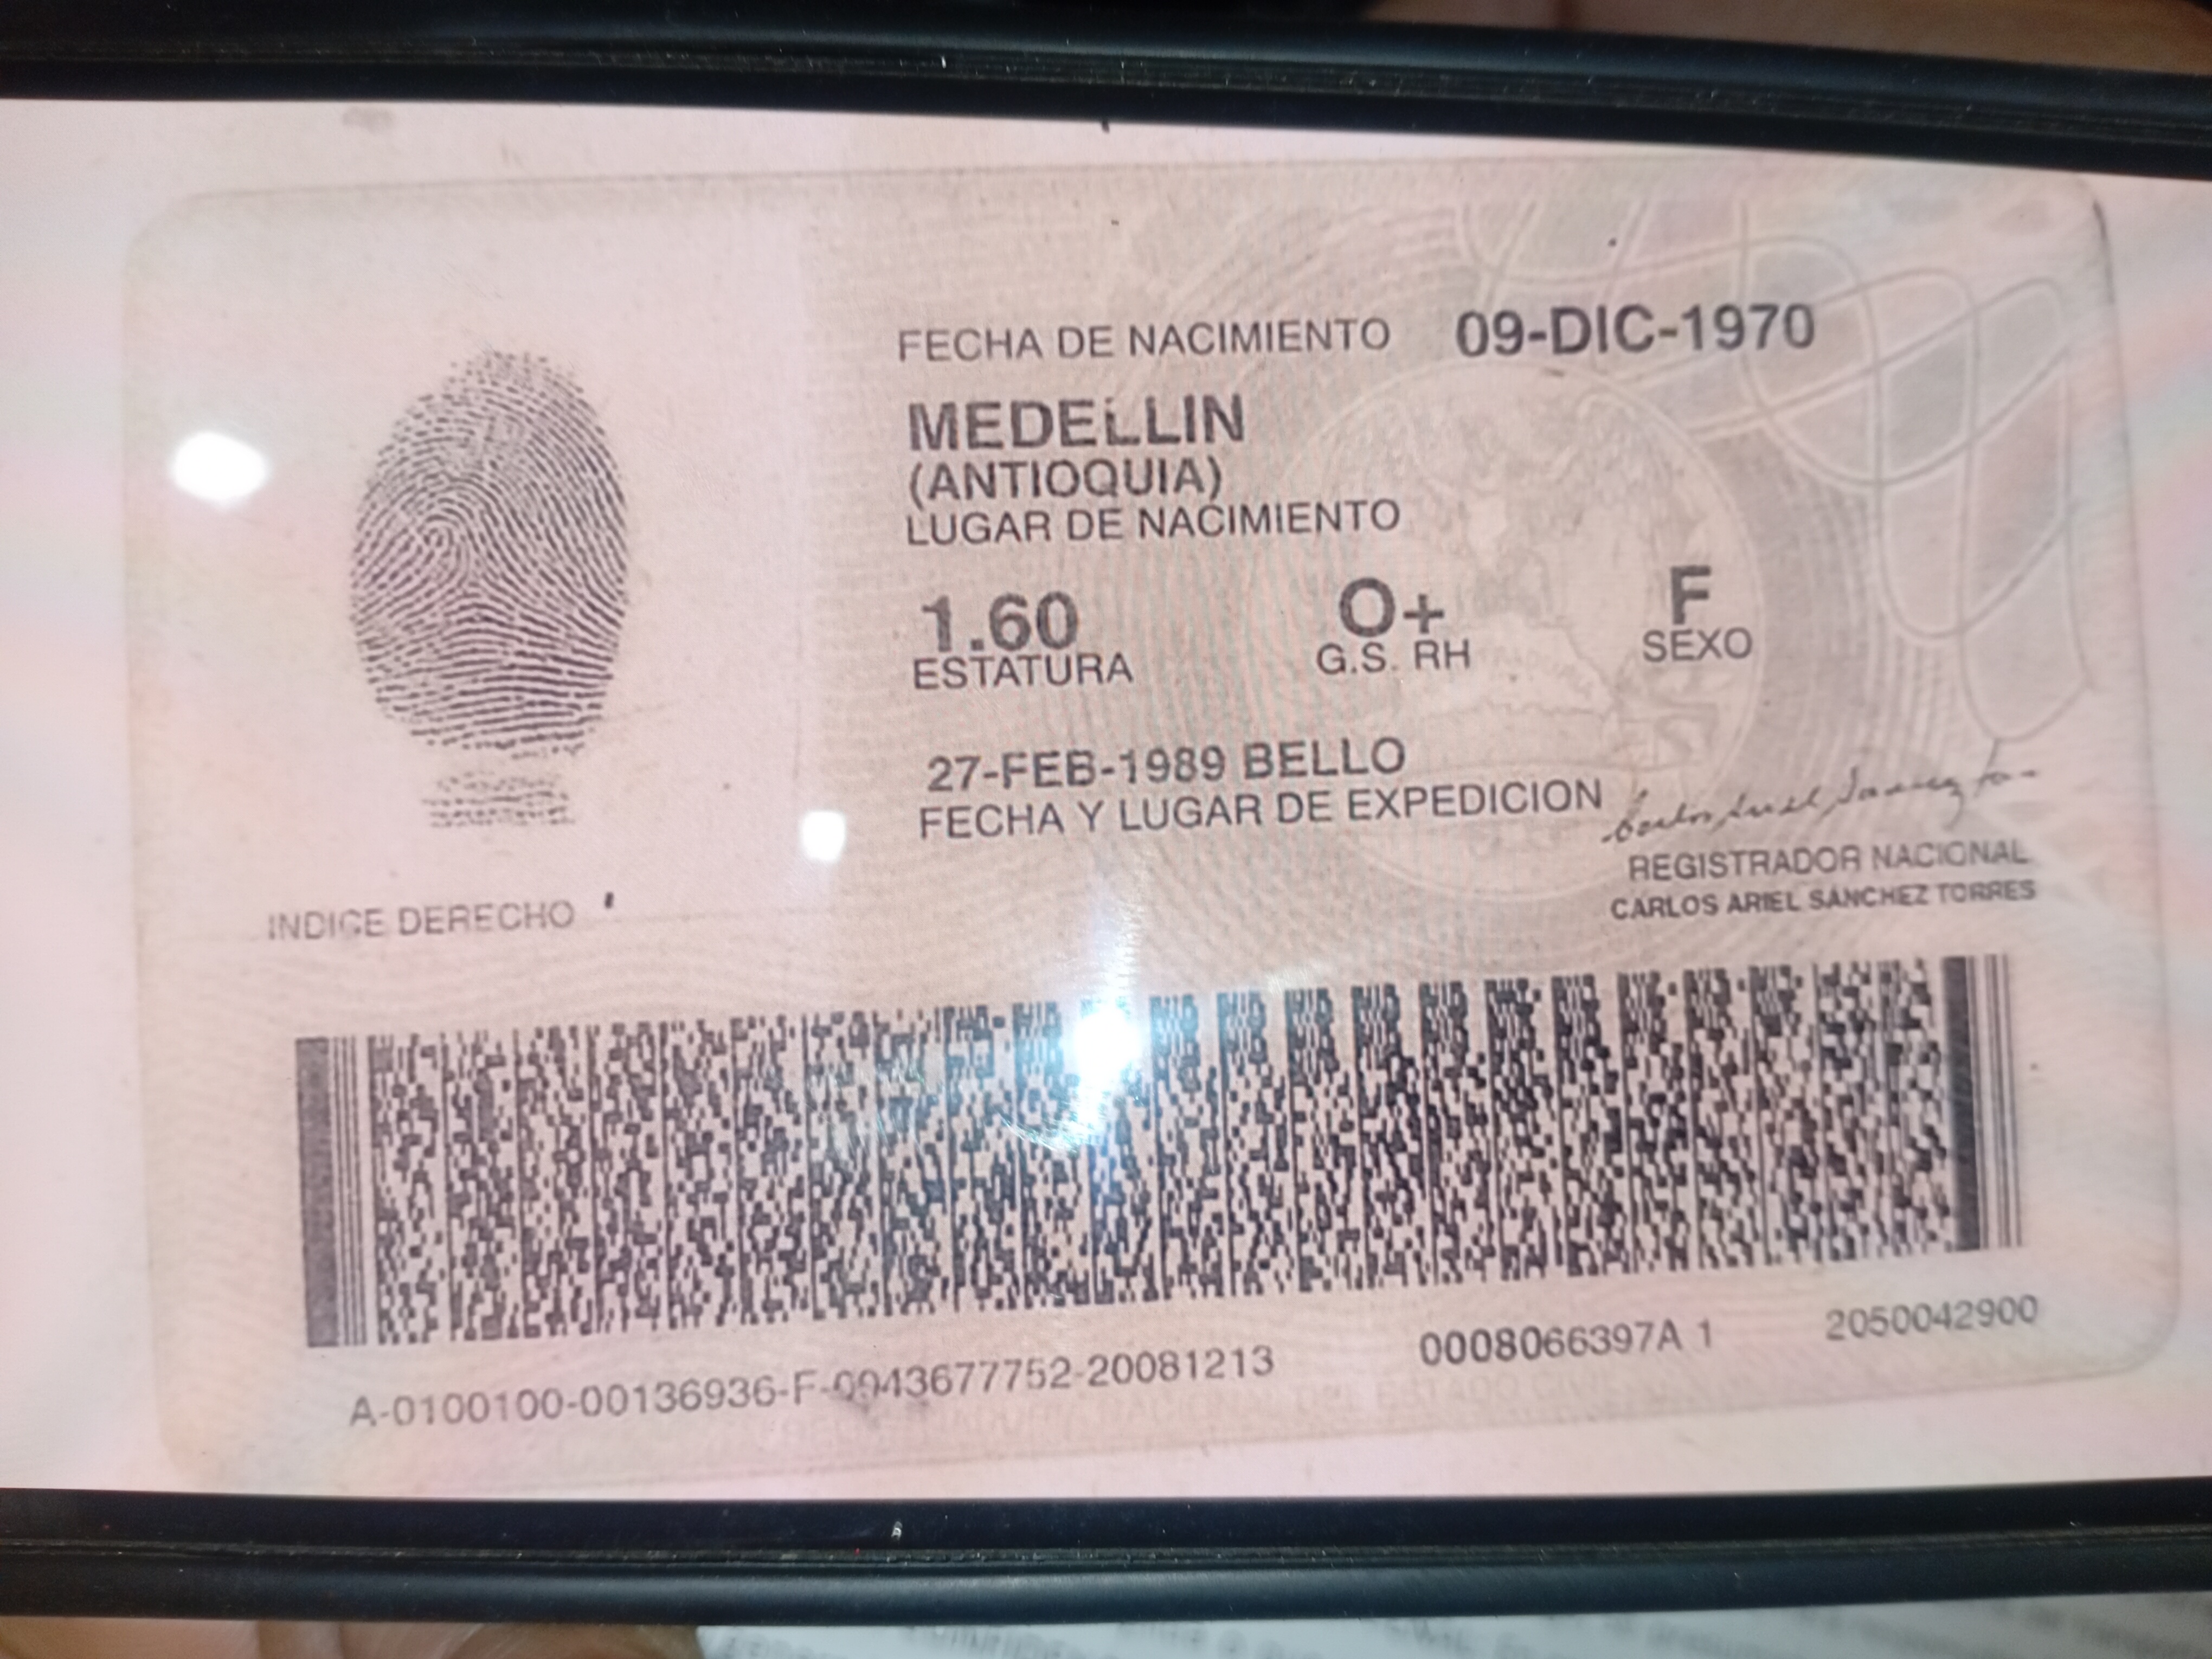 FECHA DE NACIMIENTO 09-DIC-1970
MEDELLIN
(ANTIOQUIA)
LUGAR DE NACIMIENTO
1.60 O+ F
ESTATURA G.S. RH SEXO
27-FEB-1989 BELLO
FECHA Y LUGAR DE EXPEDICION
INDICE DERECHO
REGISTRADOR NACIONAL
CARLOS ARIEL SANCHEZ TORRES
A-0100100-00136936-F-0043677752-20081213 0008066397A 1 2050042900